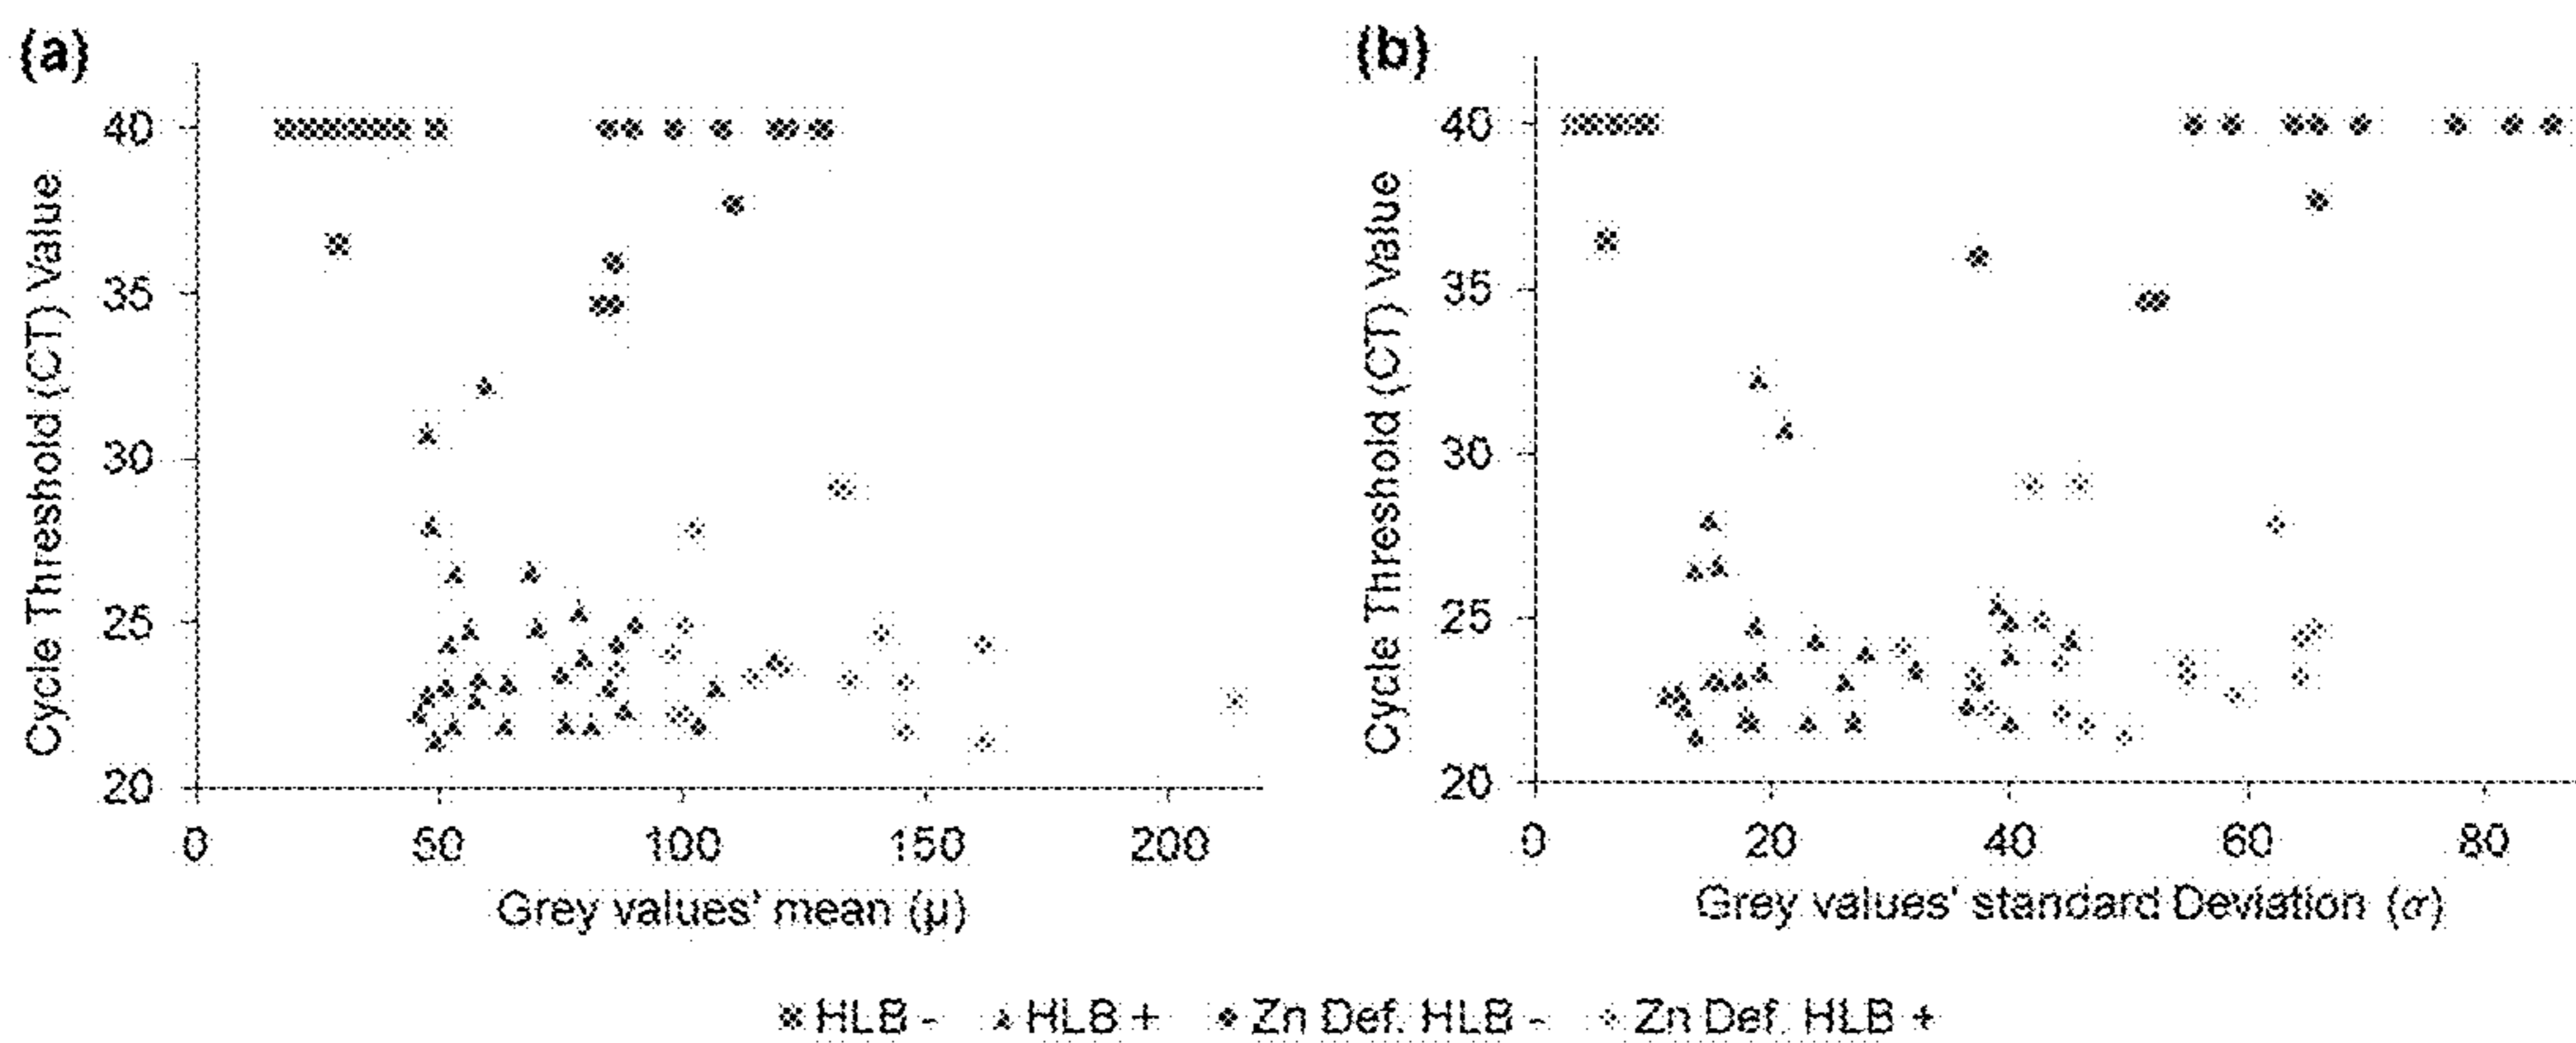 (a)
Cycle Threshold (CT) Value
40
35
30
25
20
0 50 100 150 200
Grey values' mean (μ)
(b)
Cycle Threshold (CT) Value
40
35
30
25
20
0 20 40 60 80
Grey values' standard Deviation (σ)
HLB - HLB + Zn Def. HLB - Zn Def. HLB +